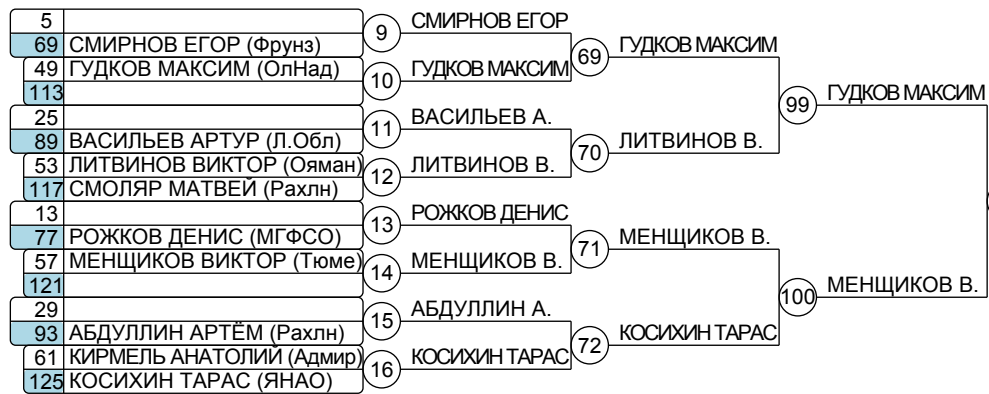 5
69 СМИРНОВ ЕГОР (Фрунз)
9 СМИРНОВ ЕГОР
49 ГУДКОВ МАКСИМ (ОлНад)
113
10 ГУДКОВ МАКСИМ
69 ГУДКОВ МАКСИМ
25
89 ВАСИЛЬЕВ АРТУР (Л.Обл)
11 ВАСИЛЬЕВ А.
53 ЛИТВИНОВ ВИКТОР (Ояман)
117 СМОЛЯР МАТВЕЙ (Рахлн)
12 ЛИТВИНОВ В.
70 ЛИТВИНОВ В.
99 ГУДКОВ МАКСИМ
13
77 РОЖКОВ ДЕНИС (МГФСО)
13 РОЖКОВ ДЕНИС
57 МЕНЩИКОВ ВИКТОР (Тюме)
121
14 МЕНЩИКОВ В.
71 МЕНЩИКОВ В.
29
93 АБДУЛЛИН АРТЁМ (Рахлн)
15 АБДУЛЛИН А.
61 КИРМЕЛЬ АНАТОЛИЙ (Адмир)
125 КОСИХИН ТАРАС (ЯНАО)
16 КОСИХИН ТАРАС
72 КОСИХИН ТАРАС
100 МЕНЩИКОВ В.